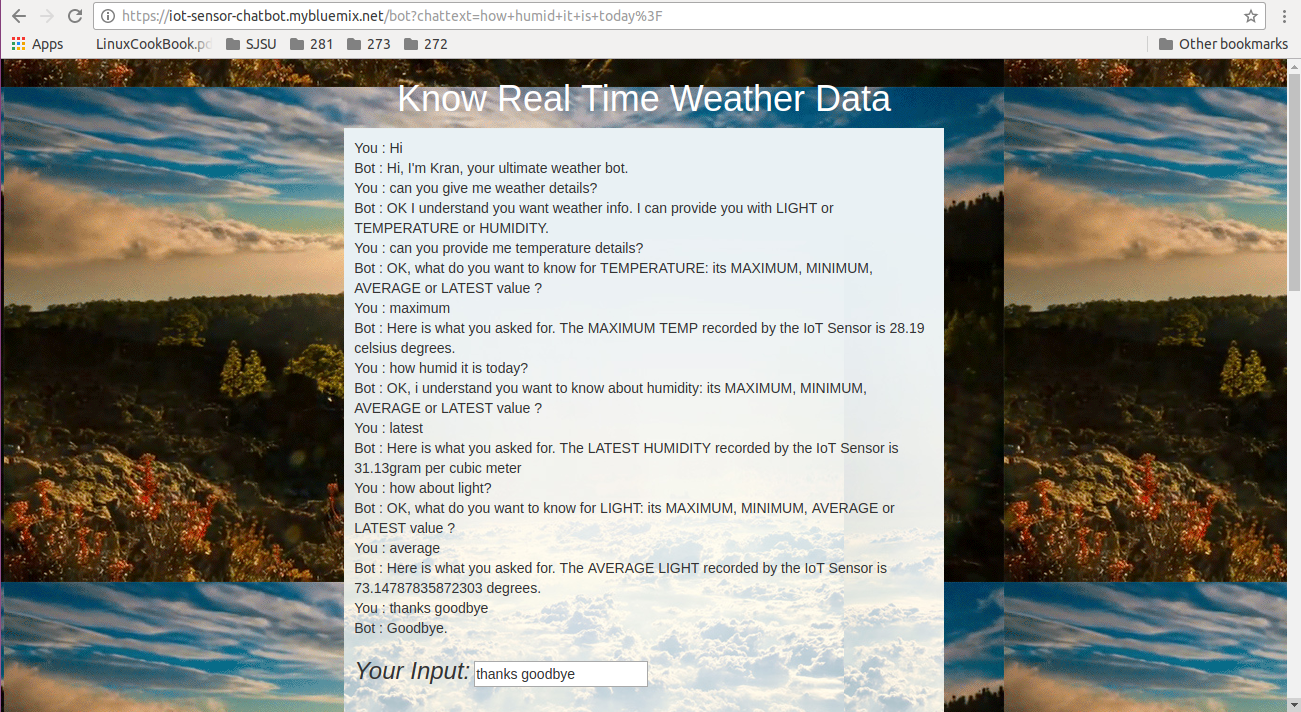 https://iot-sensor-chatbot.mybluemix.net/bot?chattext=how+humid+it+is+today%3F
Apps LinuxCookBook.pd SJSU 281 273 272 Other bookmarks
Know Real Time Weather Data
You : Hi
Bot : Hi, I'm Kran, your ultimate weather bot.
You : can you give me weather details?
Bot : OK I understand you want weather info. I can provide you with LIGHT or
TEMPERATURE or HUMIDITY.
You : can you provide me temperature details?
Bot : OK, what do you want to know for TEMPERATURE: its MAXIMUM, MINIMUM,
AVERAGE or LATEST value ?
You : maximum
Bot : Here is what you asked for. The MAXIMUM TEMP recorded by the IoT Sensor is 28.19
celsius degrees.
You : how humid it is today?
Bot : OK, i understand you want to know about humidity: its MAXIMUM, MINIMUM,
AVERAGE or LATEST value ?
You : latest
Bot : Here is what you asked for. The LATEST HUMIDITY recorded by the IoT Sensor is
31.13gram per cubic meter
You : how about light?
Bot : OK, what do you want to know for LIGHT: its MAXIMUM, MINIMUM, AVERAGE or
LATEST value ?
You : average
Bot : Here is what you asked for. The AVERAGE LIGHT recorded by the IoT Sensor is
73.14787835872303 degrees.
You : thanks goodbye
Bot : Goodbye.
Your Input: thanks goodbye